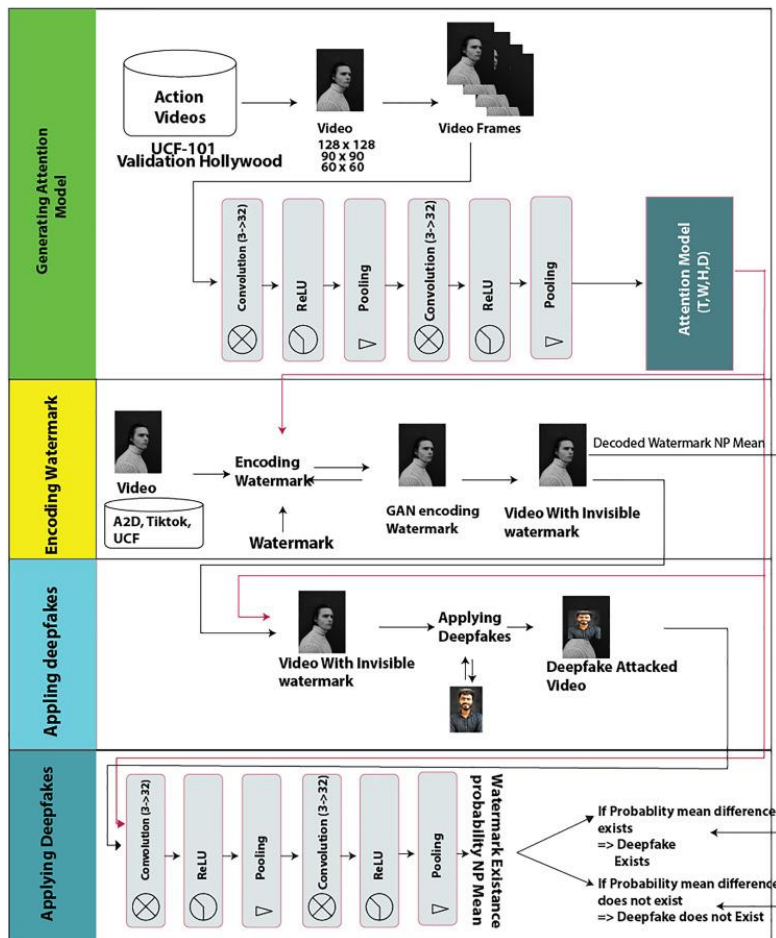 Generating Attention
Model
Action
Videos
UCF-101
Validation Hollywood
Video
128 x 128
90 x 90
60 x 60
Video Frames
Convolution (3->32)
ReLU
Pooling
Convolution (3->32)
ReLU
Pooling
Attention Model
(T,W,H,D)
Encoding Watermark
Video
A2D, Tiktok,
UCF
Encoding
Watermark
Watermark
GAN encoding
Watermark
Video With Invisible
watermark
Decoded Watermark NP Mean
Appling deepfakes
Video With Invisible
watermark
Applying
Deepfakes
Deepfake Attacked
Video
Applying Deepfakes
Convolution (3->32)
ReLU
Pooling
Convolution (3->32)
ReLU
Pooling
Watermark Existance
probability NP Mean
If Probablity mean difference
exists
=> Deepfake
Exists
If Probability mean difference
does not exist
=> Deepfake does not Exist